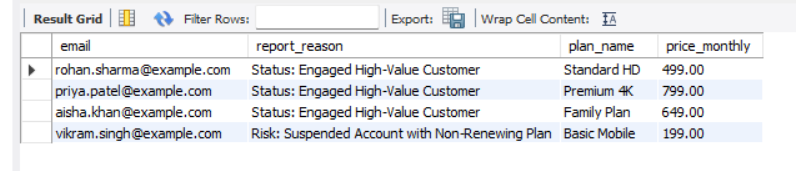 Result Grid Filter Rows: Export: Wrap Cell Content: IA
email report_reason plan_name price_monthly
rohan.sharma@example.com Status: Engaged High-Value Customer Standard HD 499.00
priya.patel@example.com Status: Engaged High-Value Customer Premium 4K 799.00
aisha.khan@example.com Status: Engaged High-Value Customer Family Plan 649.00
vikram.singh@example.com Risk: Suspended Account with Non-Renewing Plan Basic Mobile 199.00